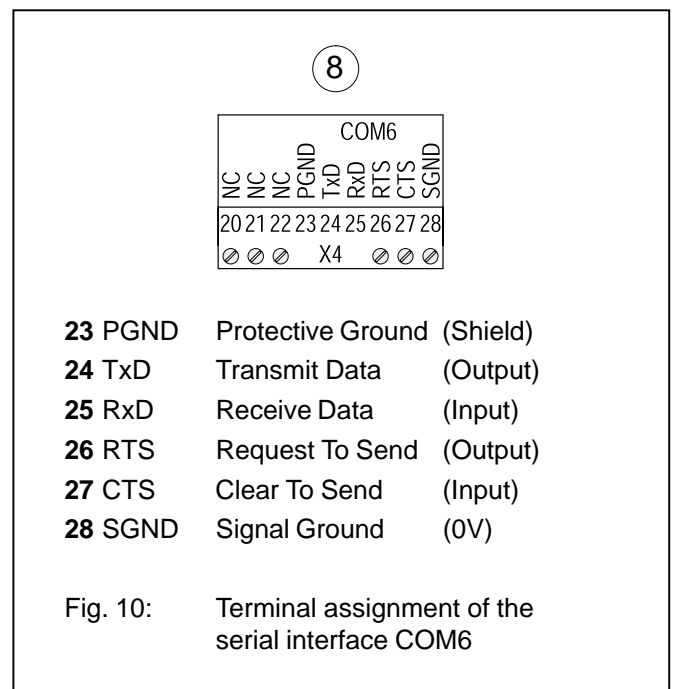 8
COM6
NC NC NC PGND TxD RxD RTS CTS SGND
20 21 22 23 24 25 26 27 28
X4
23 PGND Protective Ground (Shield)
24 TxD Transmit Data (Output)
25 RxD Receive Data (Input)
26 RTS Request To Send (Output)
27 CTS Clear To Send (Input)
28 SGND Signal Ground (0V)
Fig. 10: Terminal assignment of the
serial interface COM6